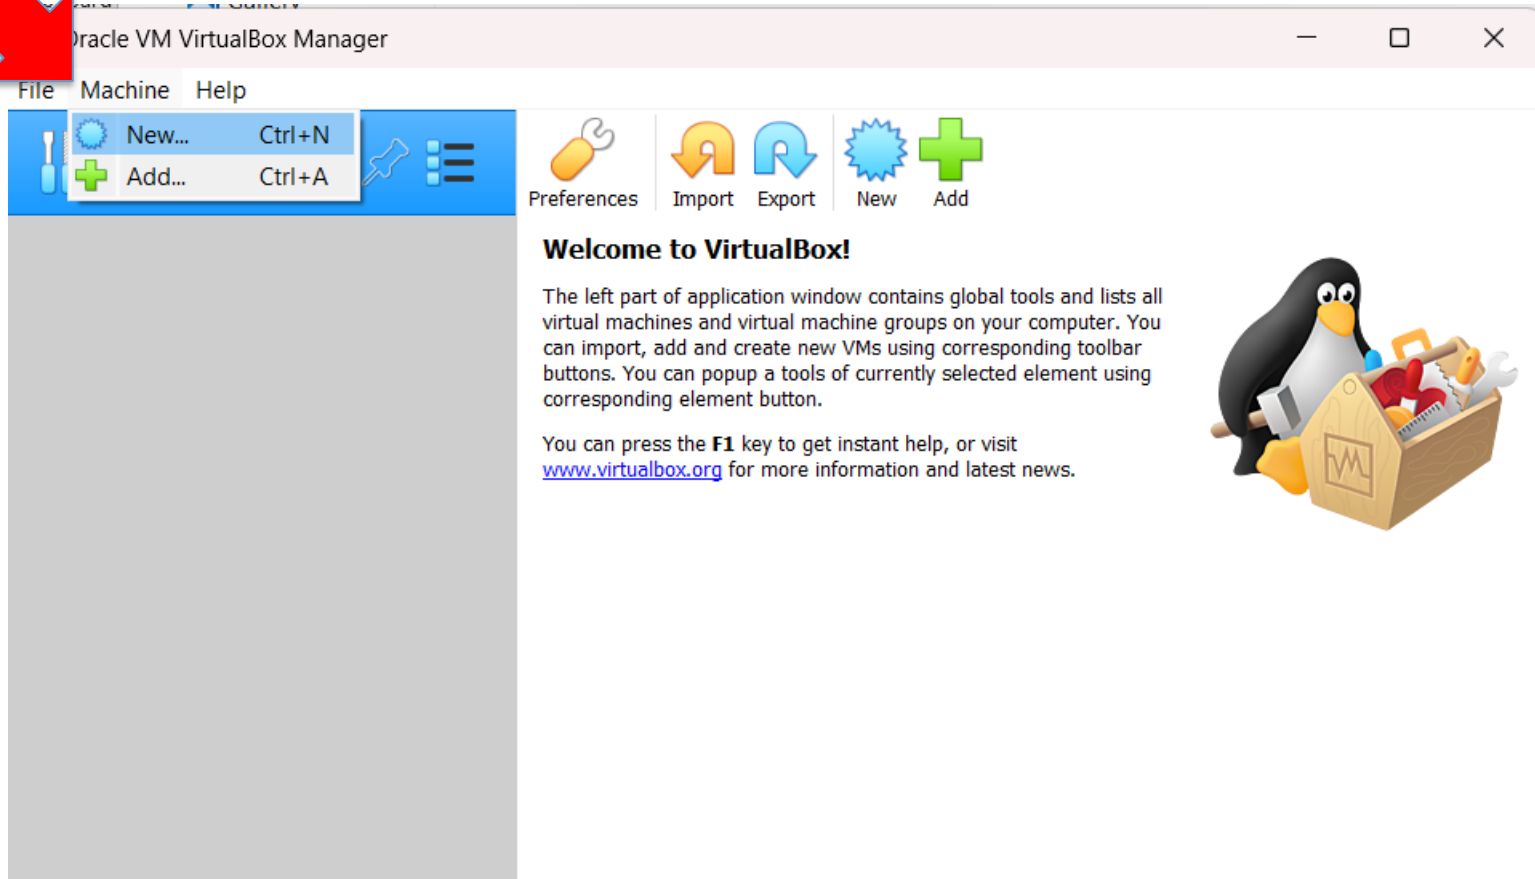 Oracle VM VirtualBox Manager
File Machine Help
New... Ctrl+N
Add... Ctrl+A
Preferences Import Export New Add
Welcome to VirtualBox!
The left part of application window contains global tools and lists all
virtual machines and virtual machine groups on your computer. You
can import, add and create new VMs using corresponding toolbar
buttons. You can popup a tools of currently selected element using
corresponding element button.
You can press the F1 key to get instant help, or visit
www.virtualbox.org for more information and latest news.